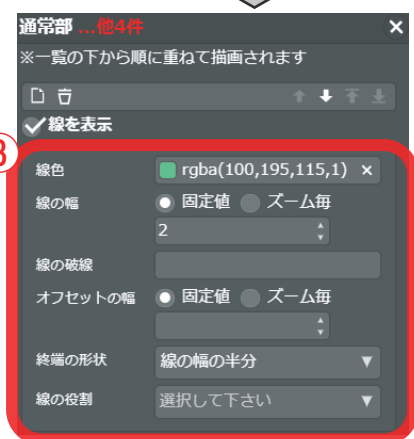 通常部 ...他4件 ×
※一覧の下から順に重ねて描画されます
線を表示
線色 rgba(100,195,115,1) ×
線の幅 固定値 ズーム毎
2
線の破線
オフセットの幅 固定値 ズーム毎
終端の形状 線の幅の半分 ▼
線の役割 選択して下さい ▼